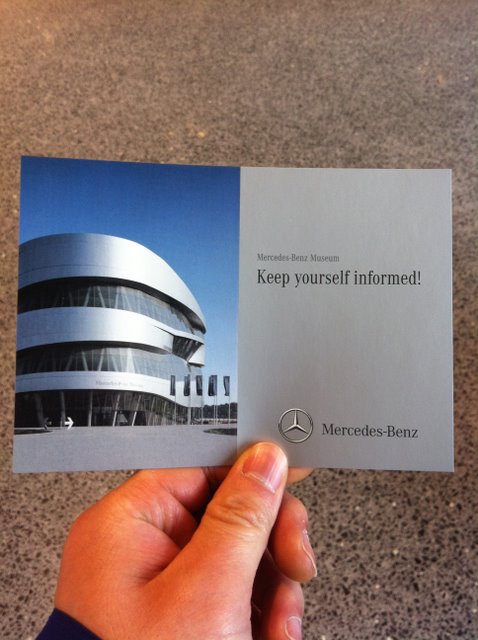 Mercedes-Benz Museum
Keep yourself informed!
Mercedes-Benz